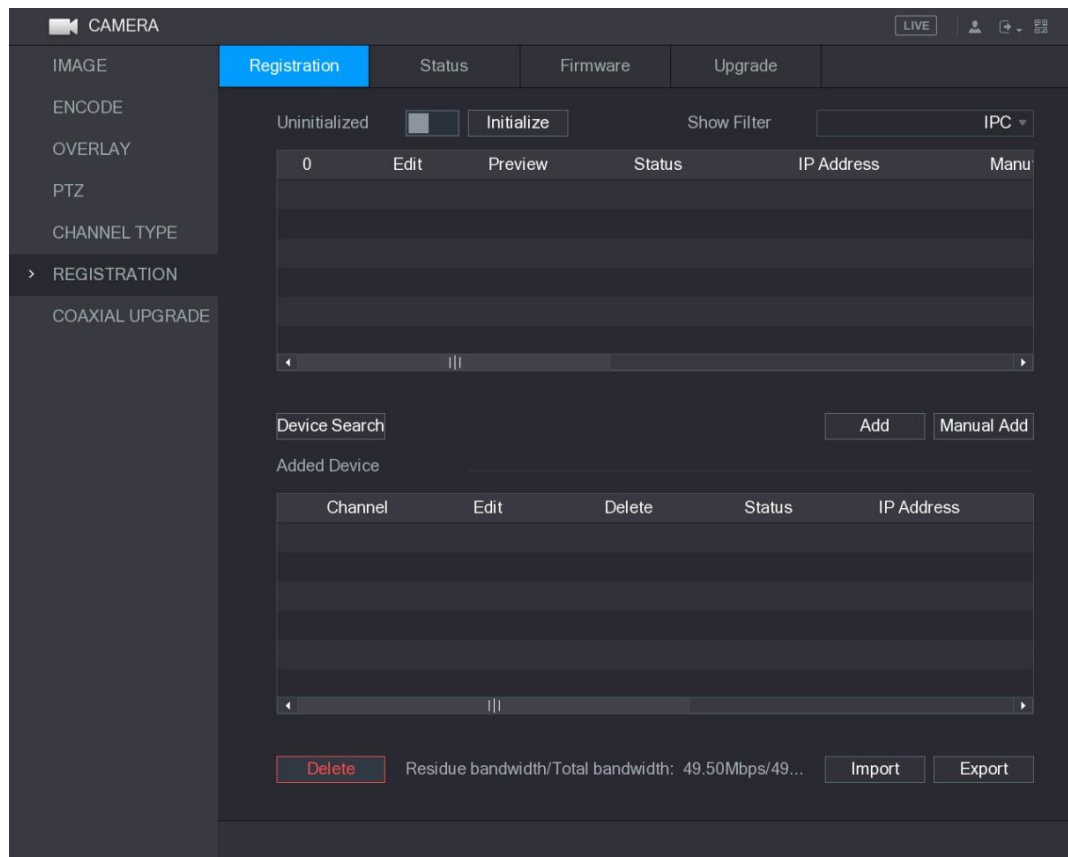 CAMERA LIVE
IMAGE
ENCODE
OVERLAY
PTZ
CHANNEL TYPE
REGISTRATION
COAXIAL UPGRADE
Registration Status Firmware Upgrade
Uninitialized Initialize Show Filter IPC
0 Edit Preview Status IP Address Manu
Device Search Add Manual Add
Added Device
Channel Edit Delete Status IP Address
Delete Residue bandwidth/Total bandwidth: 49.50Mbps/49... Import Export